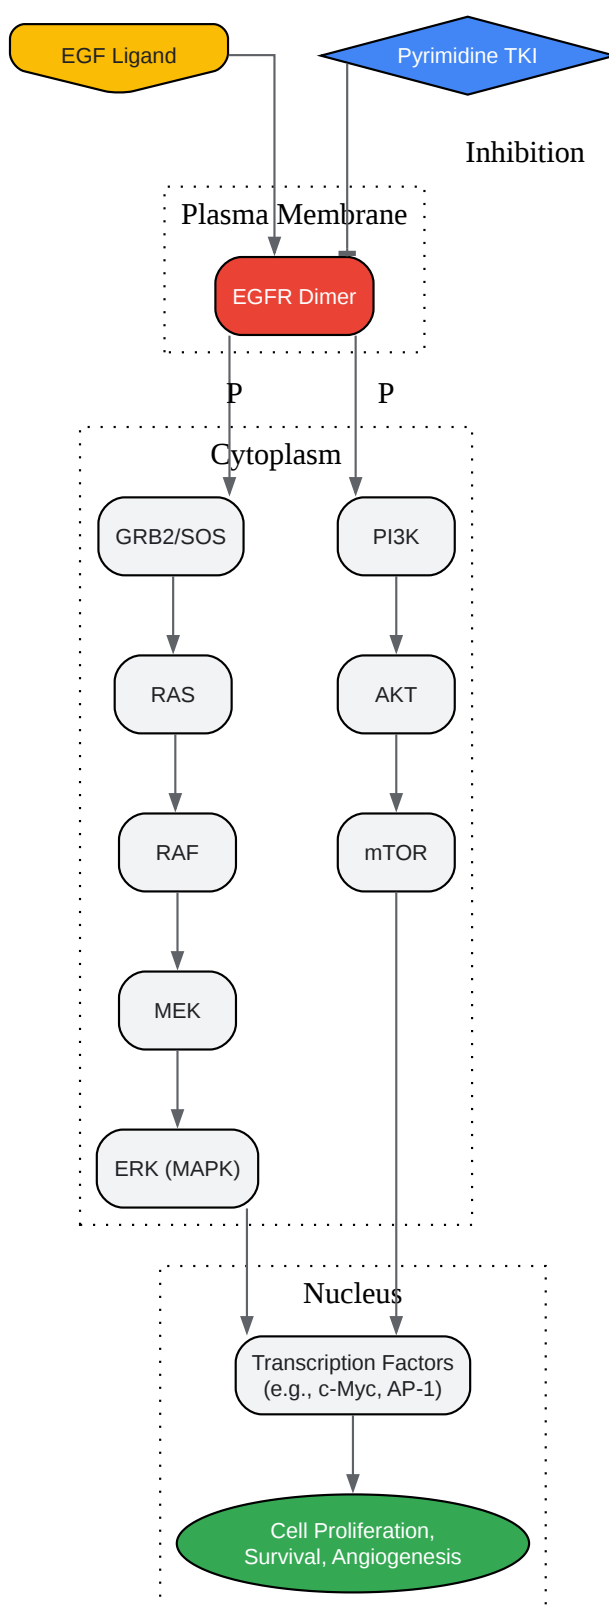 EGF Ligand
Pyrimidine TKI
Inhibition
Plasma Membrane
EGFR Dimer
P
P
Cytoplasm
GRB2/SOS
PI3K
RAS
AKT
RAF
mTOR
MEK
ERK (MAPK)
Nucleus
Transcription Factors
(e.g., c-Myc, AP-1)
Cell Proliferation,
Survival, Angiogenesis